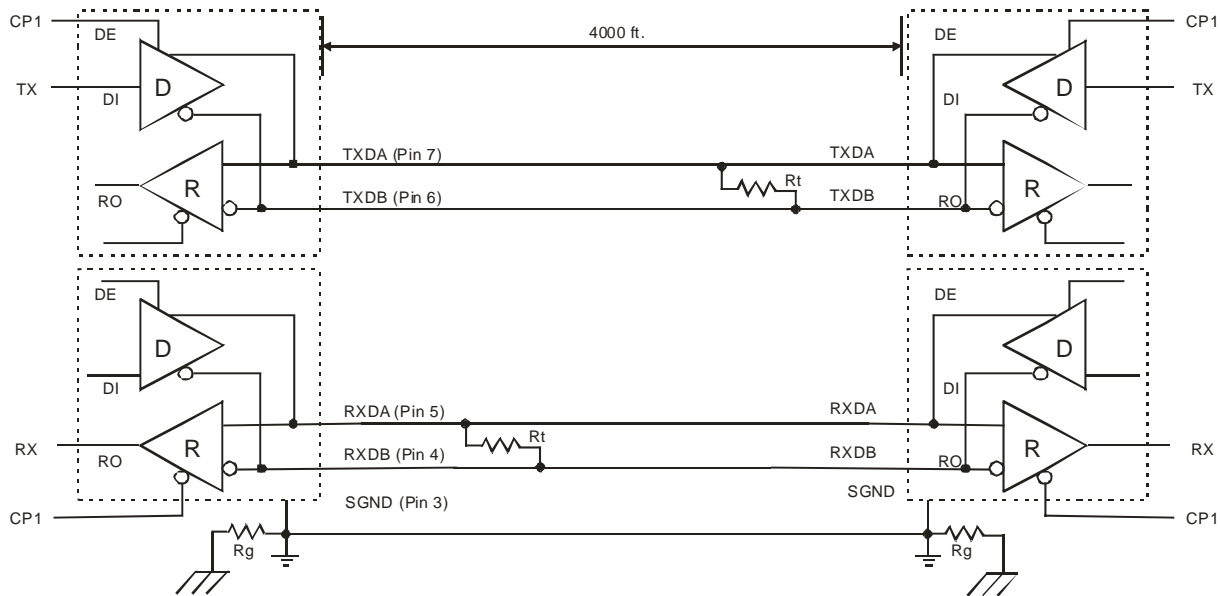 CP1
DE
4000 ft.
DE
CP1
TX
D
DI
DI
D
TX
TXDA (Pin 7)
TXDA
R
Rt
R
RO
TXDB (Pin 6)
TXDB
RO
DE
DE
D
D
DI
DI
RXDA (Pin 5)
RXDA
RX
R
Rt
R
RX
RO
RXDB (Pin 4)
RXDB
RO
SGND (Pin 3)
SGND
CP1
CP1
Rg
Rg